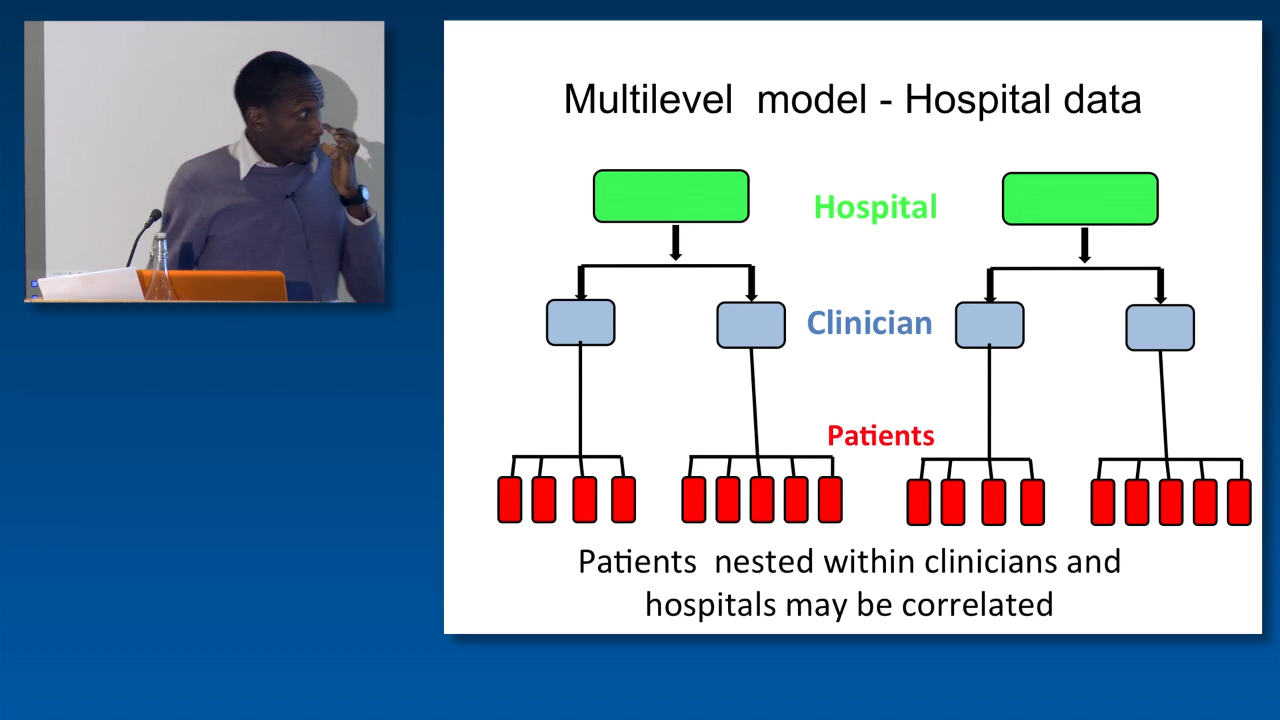 Multilevel  model - Hospital data
Hospital
Clinician
Patients
Patients  nested within clinicians and
hospitals may be correlated